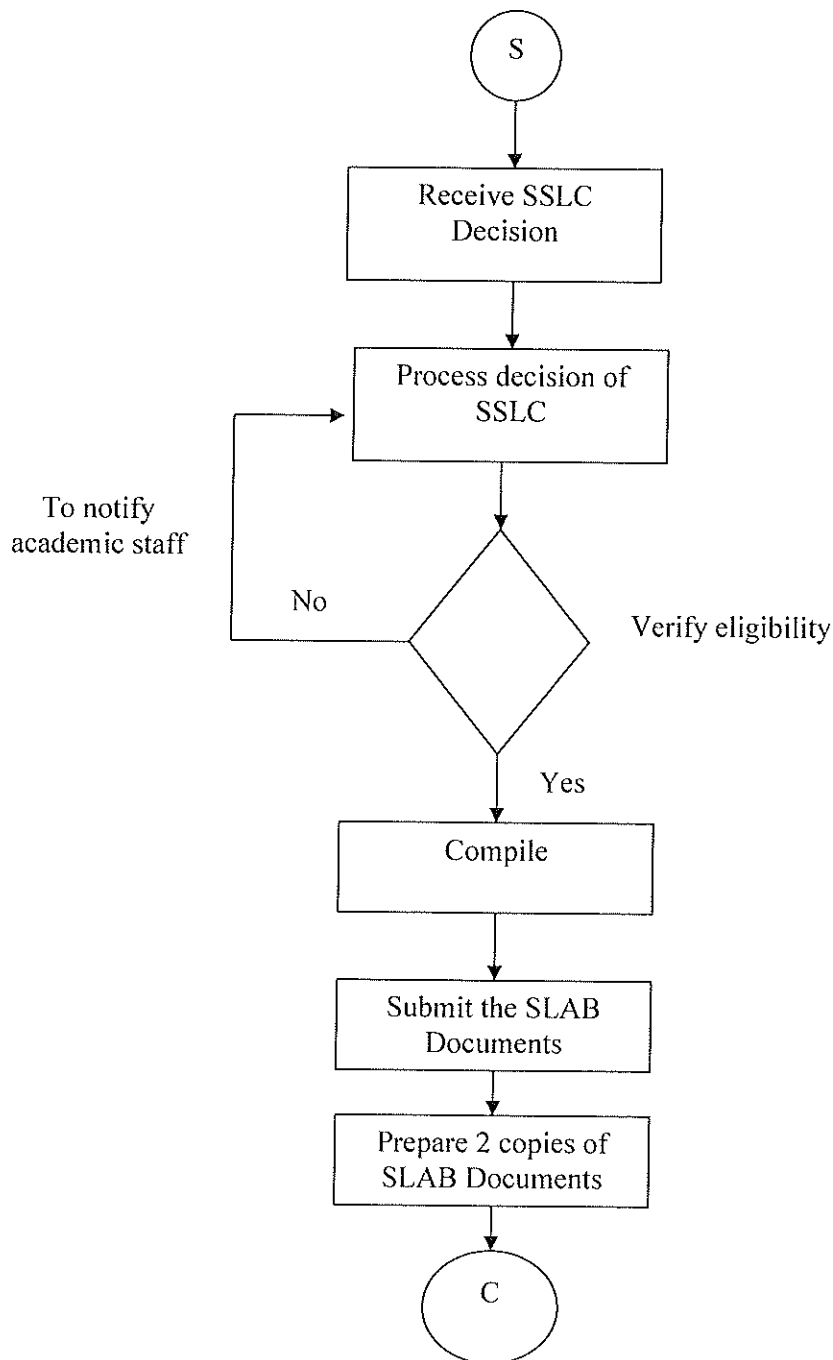 S
Receive SSLC
Decision
Process decision of
SSLC
To notify
academic staff
No
Verify eligibility
Yes
Compile
Submit the SLAB
Documents
Prepare 2 copies of
SLAB Documents
C